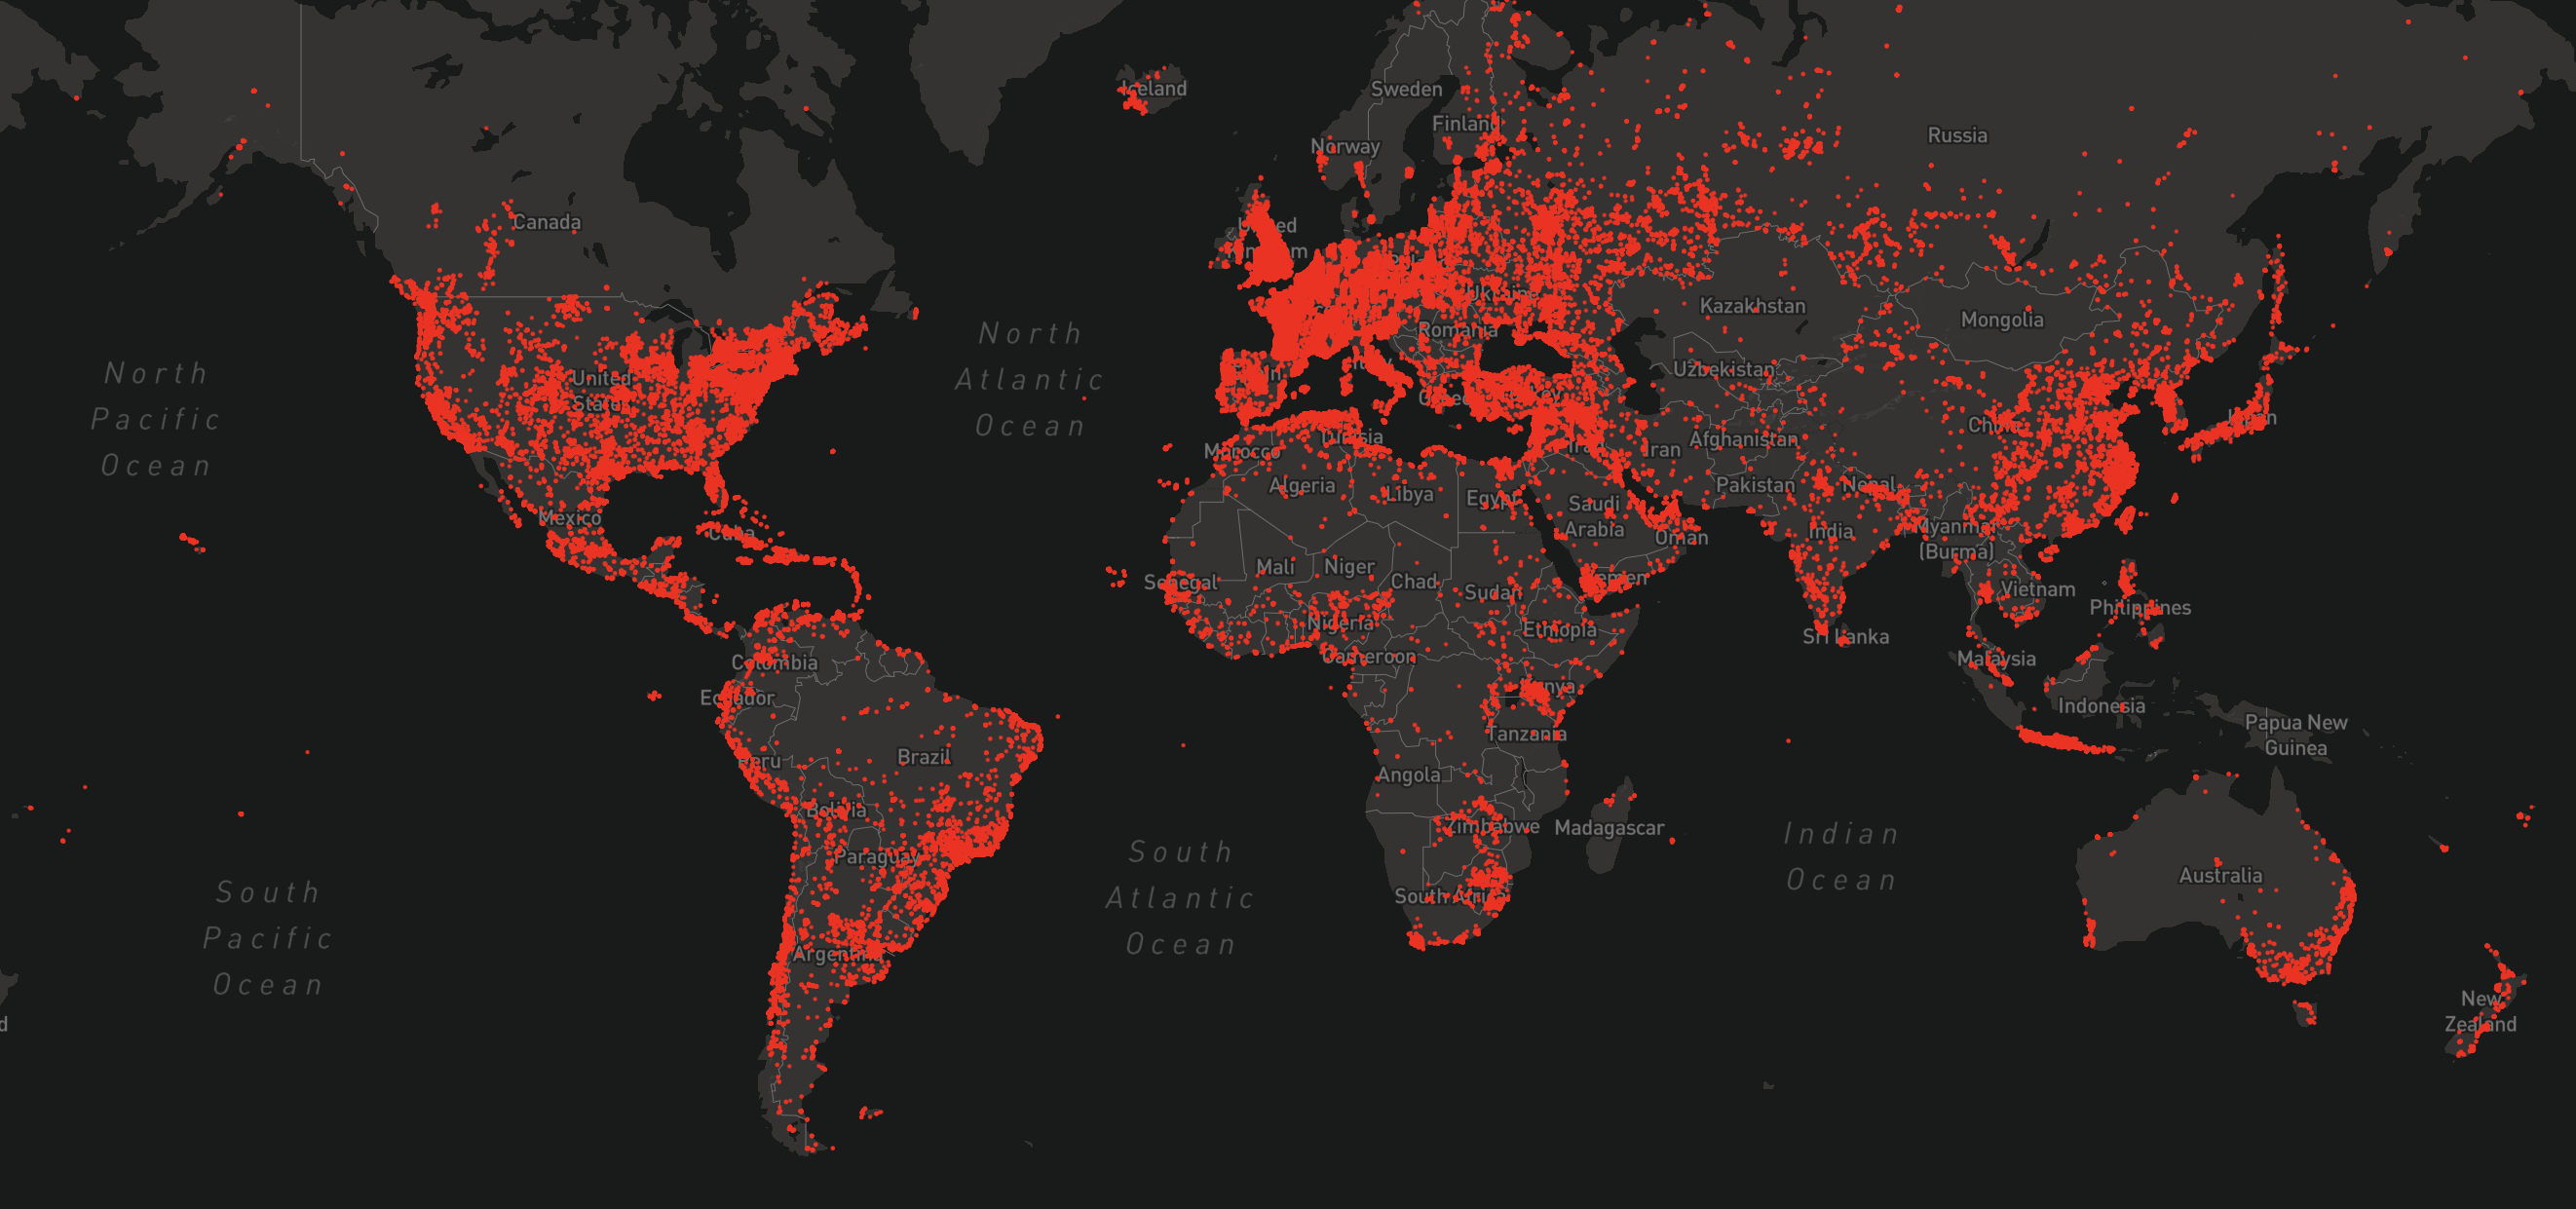 Iceland
Sweden
Finland
Norway
Russia
Canada
United
Kingdom
Ukraine
Kazakhstan
Mongolia
Romania
North
Atlantic
Ocean
North
Pacific
Ocean
United
States
Uzbekistan
Afghanistan
China
Japan
Tunisia
Morocco
Iraq
Iran
Algeria
Libya
Egypt
Saudi
Arabia
Pakistan
Nepal
Mexico
Cuba
Oman
India
Myanmar
(Burma)
Senegal
Mali
Niger
Chad
Sudan
Yemen
Vietnam
Philippines
Nigeria
Ethiopia
Sri Lanka
Cameroon
Colombia
Malaysia
Ecuador
Kenya
Indonesia
Papua New
Guinea
Tanzania
Peru
Brazil
Angola
Bolivia
Zimbabwe
Madagascar
Indian
Ocean
Paraguay
South
Atlantic
Ocean
South Africa
Australia
South
Pacific
Ocean
Argentina
New
Zealand